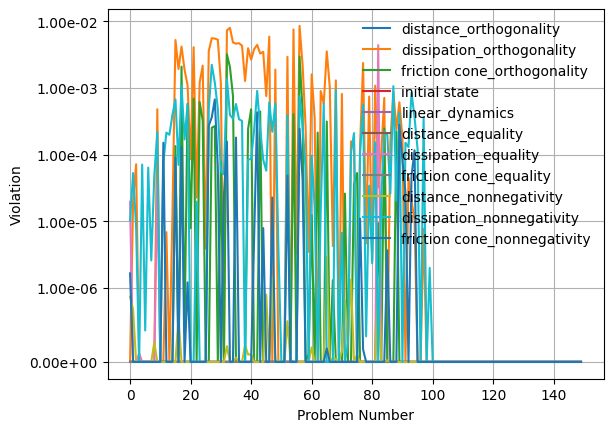 1.00e-02
1.00e-03
1.00e-04
1.00e-05
1.00e-06
0.00e+00
Violation
distance_orthogonality
dissipation_orthogonality
friction cone_orthogonality
initial state
linear_dynamics
distance_equality
dissipation_equality
friction cone_equality
distance_nonnegativity
dissipation_nonnegativity
friction cone_nonnegativity
0 20 40 60 80 100 120 140
Problem Number